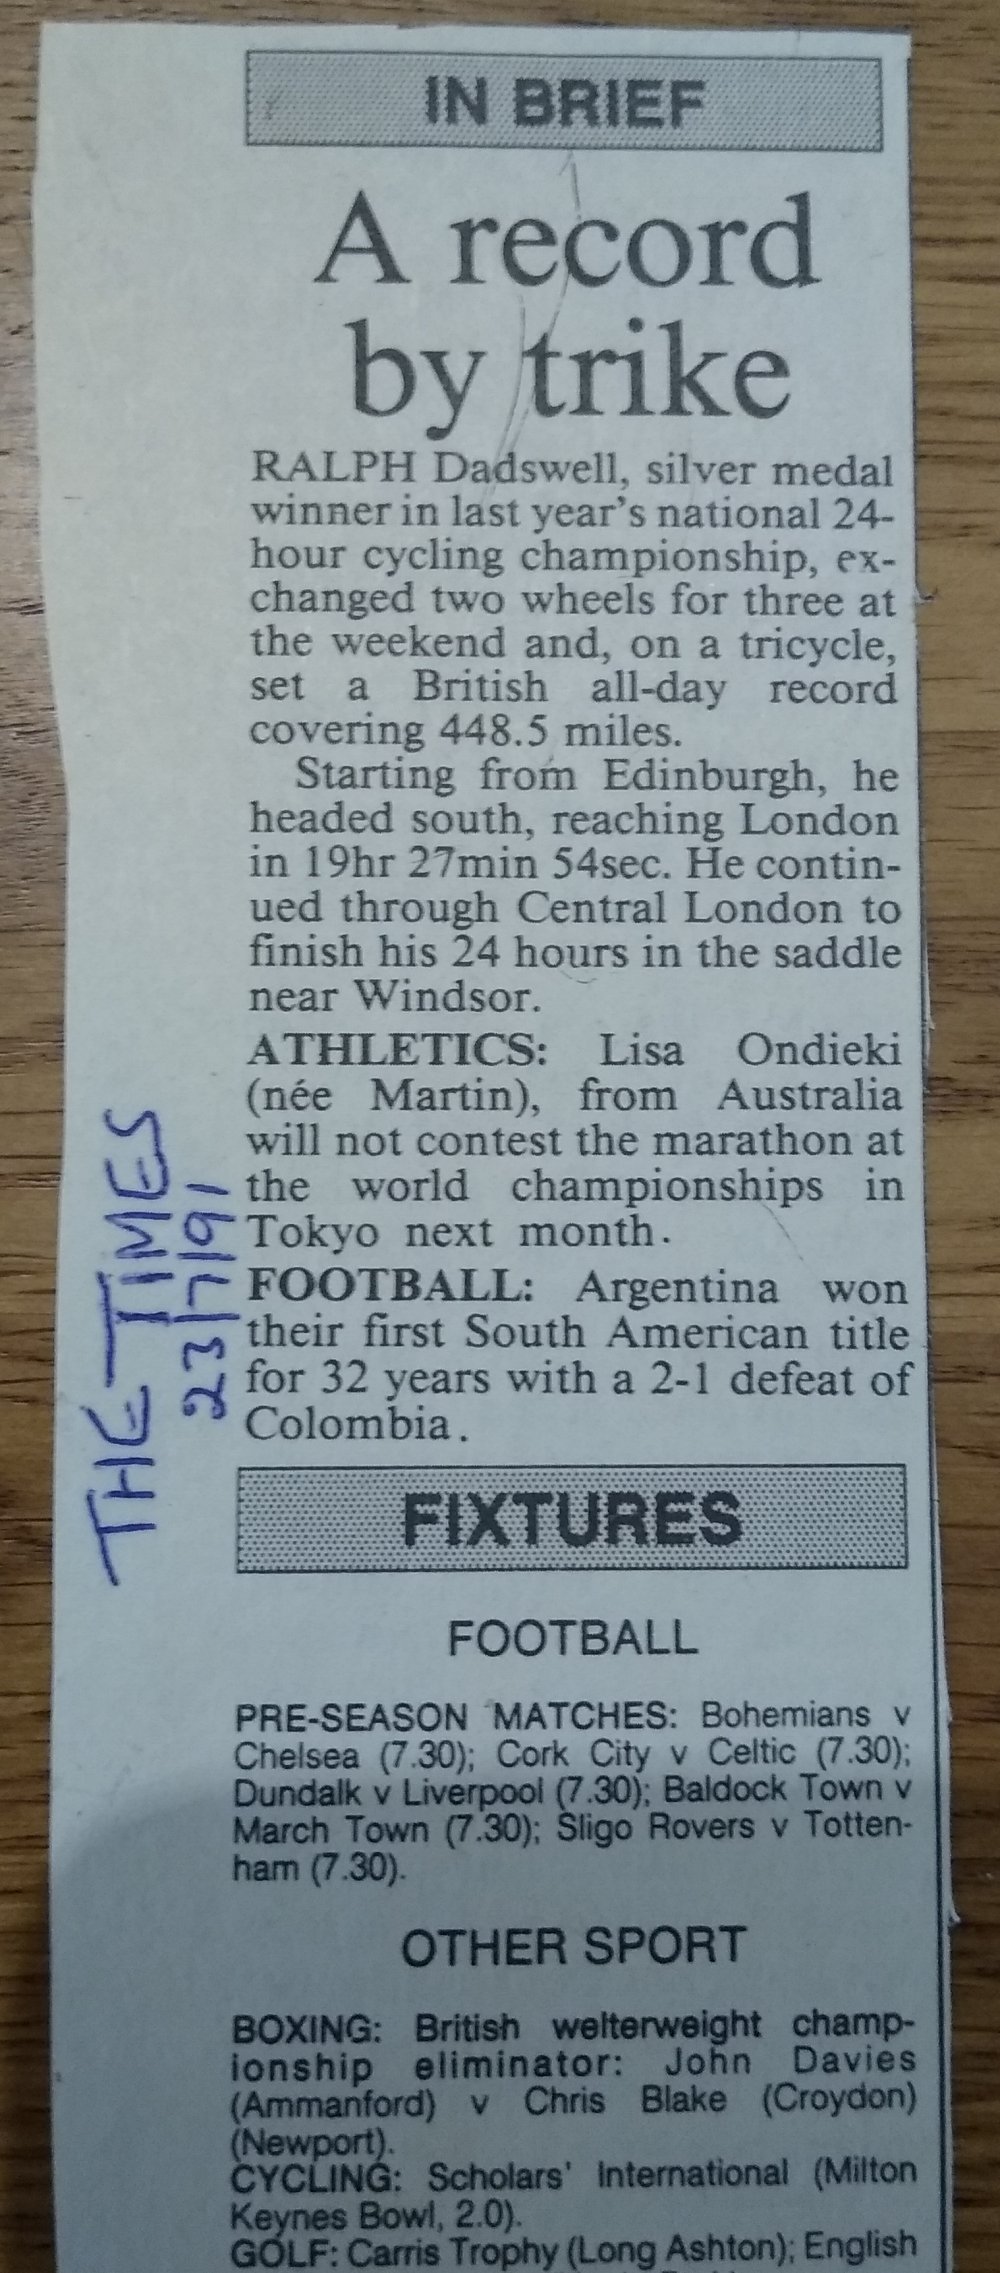 IN BRIEF
A record
by trike
RALPH Dadswell, silver medal
winner in last year's national 24-
hour cycling championship, ex-
changed two wheels for three at
the weekend and, on a tricycle,
set a British all-day record
covering 448.5 miles.
Starting from Edinburgh, he
headed south, reaching London
in 19hr 27min 54sec. He contin-
ued through Central London to
finish his 24 hours in the saddle
near Windsor.
ATHLETICS: Lisa Ondieki
(née Martin), from Australia
will not contest the marathon at
the world championships in
Tokyo next month.
FOOTBALL: Argentina won
their first South American title
for 32 years with a 2-1 defeat of
Colombia.
THE TIMES
23/7/91
FIXTURES
FOOTBALL
PRE-SEASON MATCHES: Bohemians v
Chelsea (7.30); Cork City v Celtic (7.30);
Dundalk v Liverpool (7.30); Baldock Town v
March Town (7.30); Sligo Rovers v Totten-
ham (7.30).
OTHER SPORT
BOXING: British welterweight champ-
ionship eliminator: John Davies
(Ammanford) v Chris Blake (Croydon)
(Newport).
CYCLING: Scholars' International (Milton
Keynes Bowl, 2.0).
GOLF: Carris Trophy (Long Ashton); English